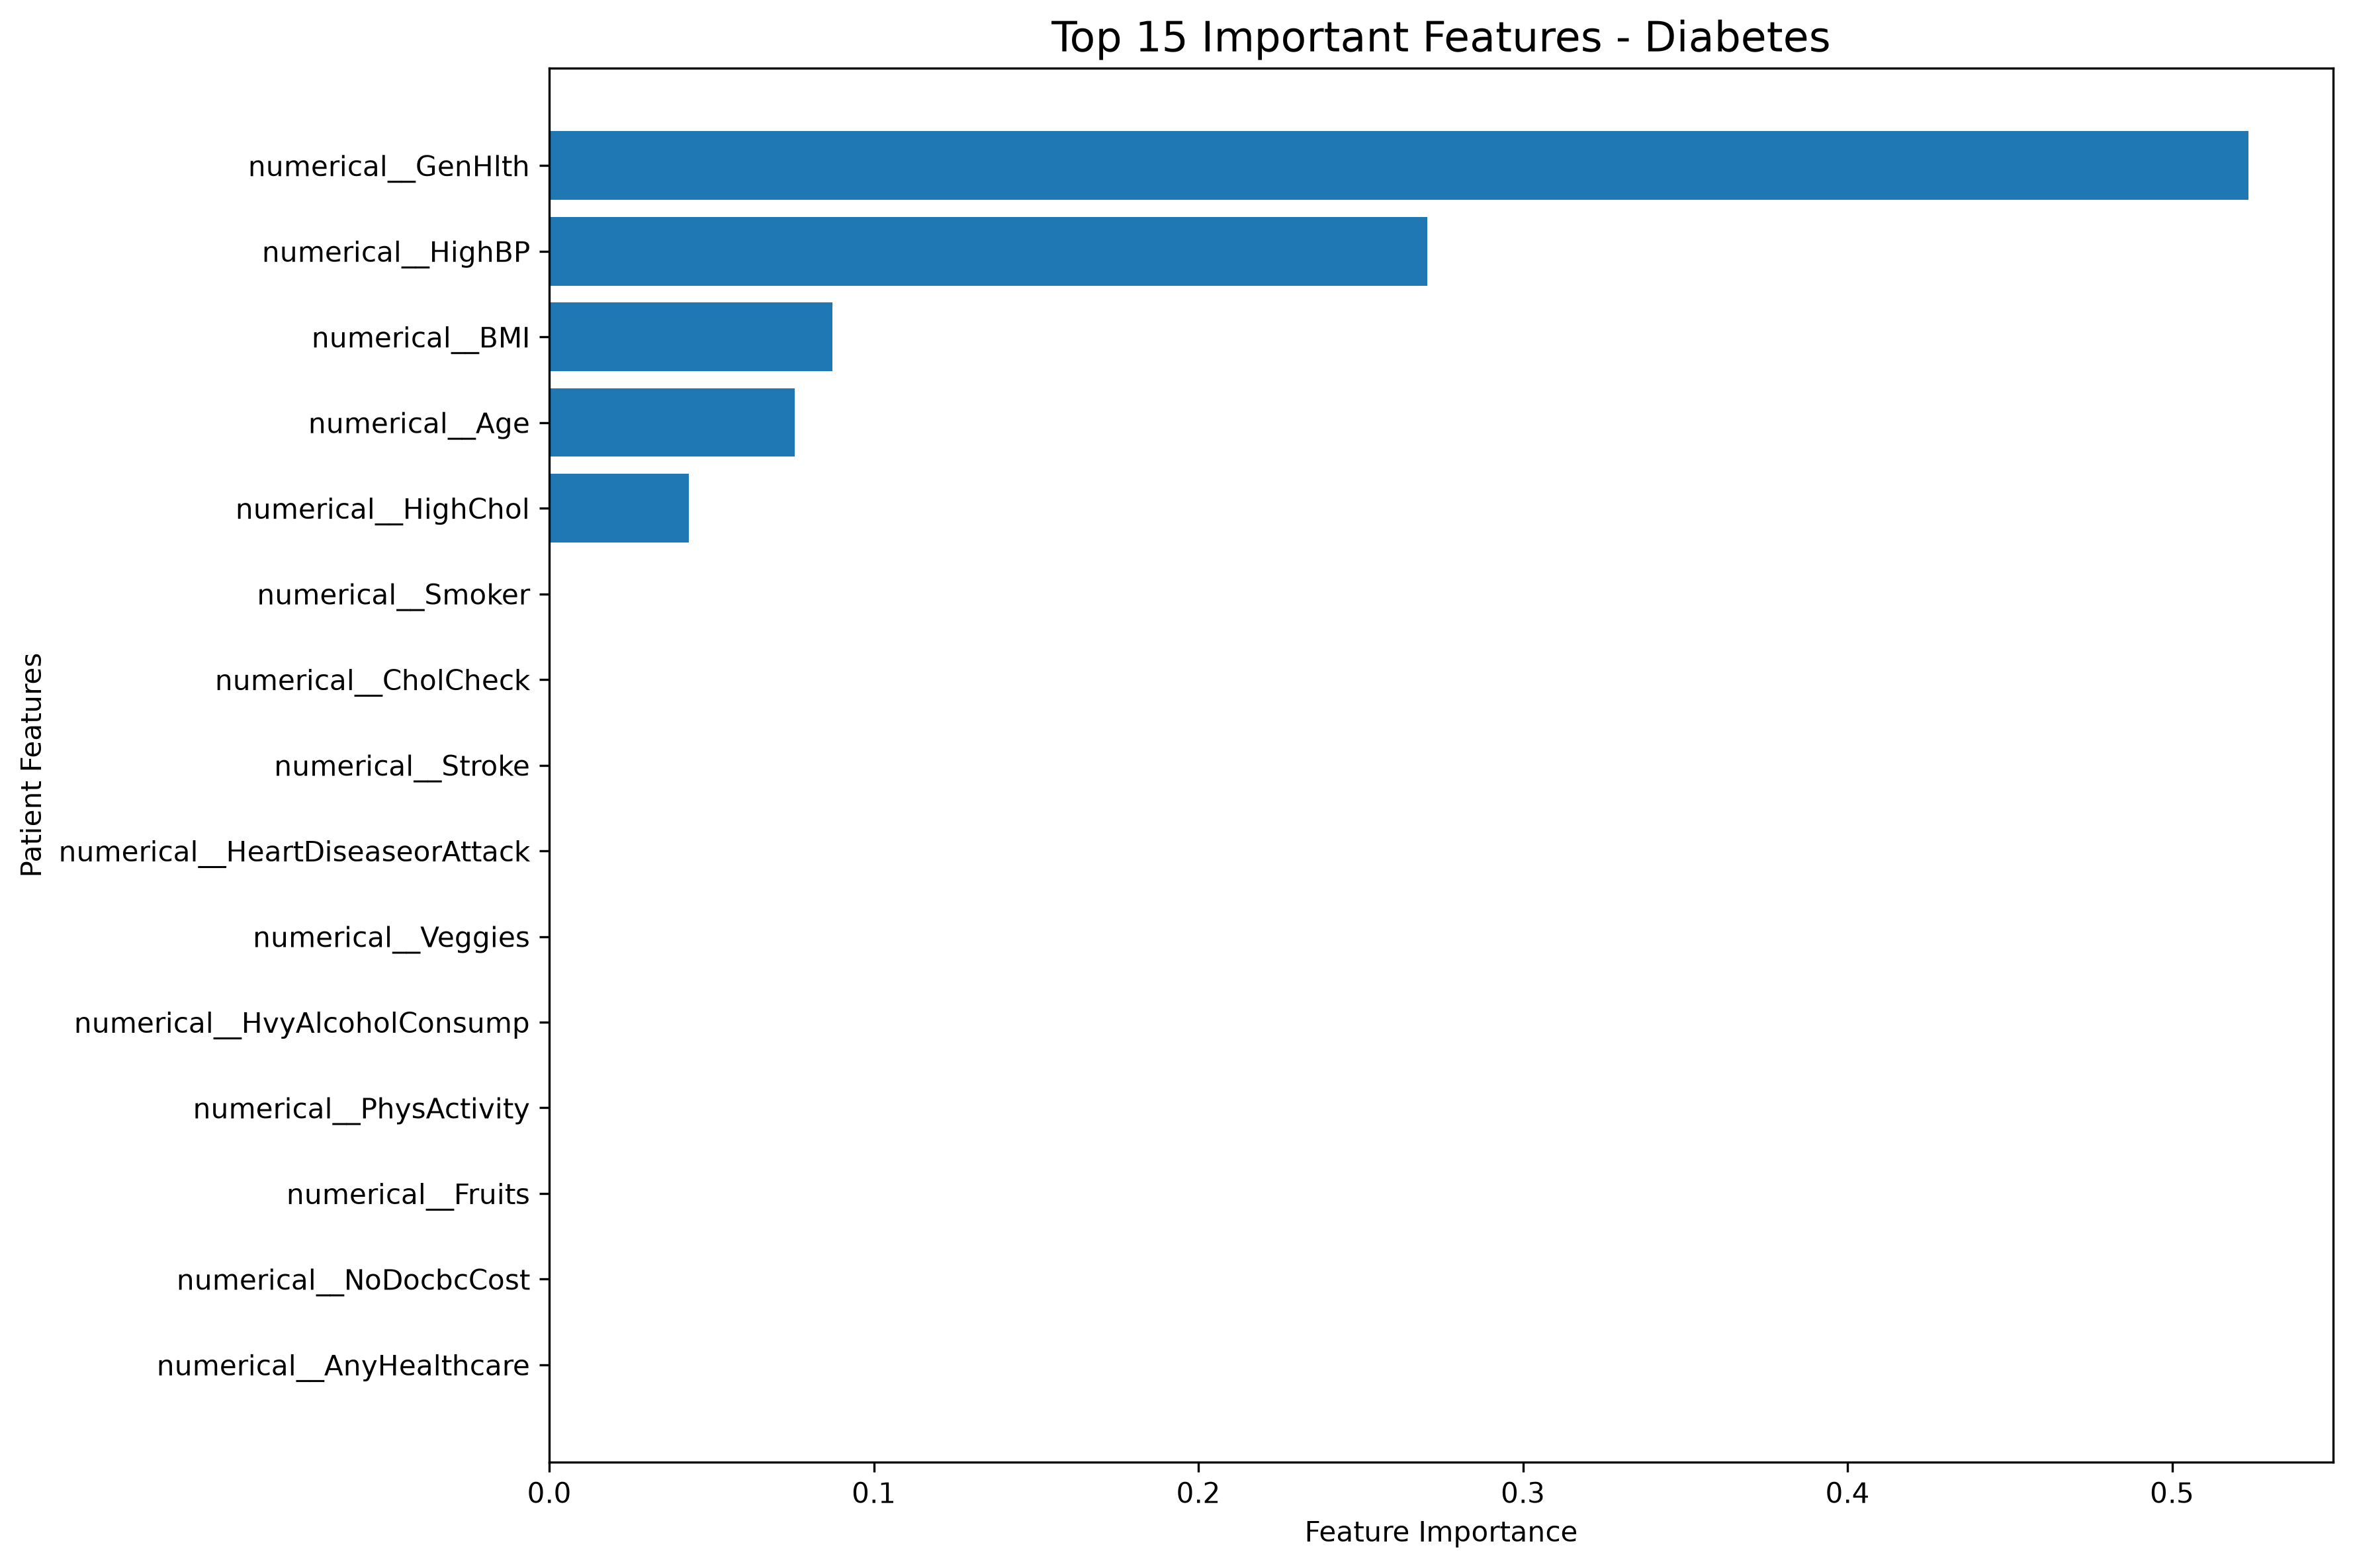 Top 15 Important Features - Diabetes
numerical__GenHlth
numerical__HighBP
numerical__BMI
numerical__Age
numerical__HighChol
numerical__Smoker
numerical__CholCheck
numerical__Stroke
numerical__HeartDiseaseorAttack
numerical__Veggies
numerical__HvyAlcoholConsump
numerical__PhysActivity
numerical__Fruits
numerical__NoDocbcCost
numerical__AnyHealthcare
Patient Features
0.0 0.1 0.2 0.3 0.4 0.5
Feature Importance